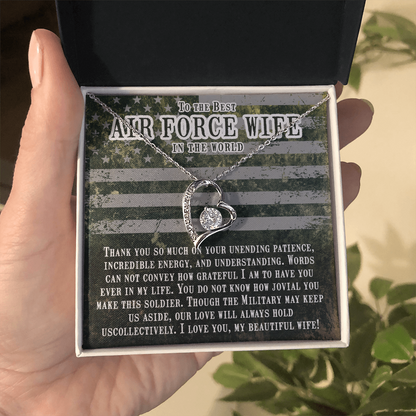 To the Best
AIR FORCE WIFE
in the world
Thank you so much on your unending patience,
incredible energy, and understanding. Words
can not convey how grateful I am to have you
ever in my life. You do not know how jovial you
make this soldier. Though the Military may keep
us aside, our love will always hold
uscollectively. I love you, my beautiful wife!